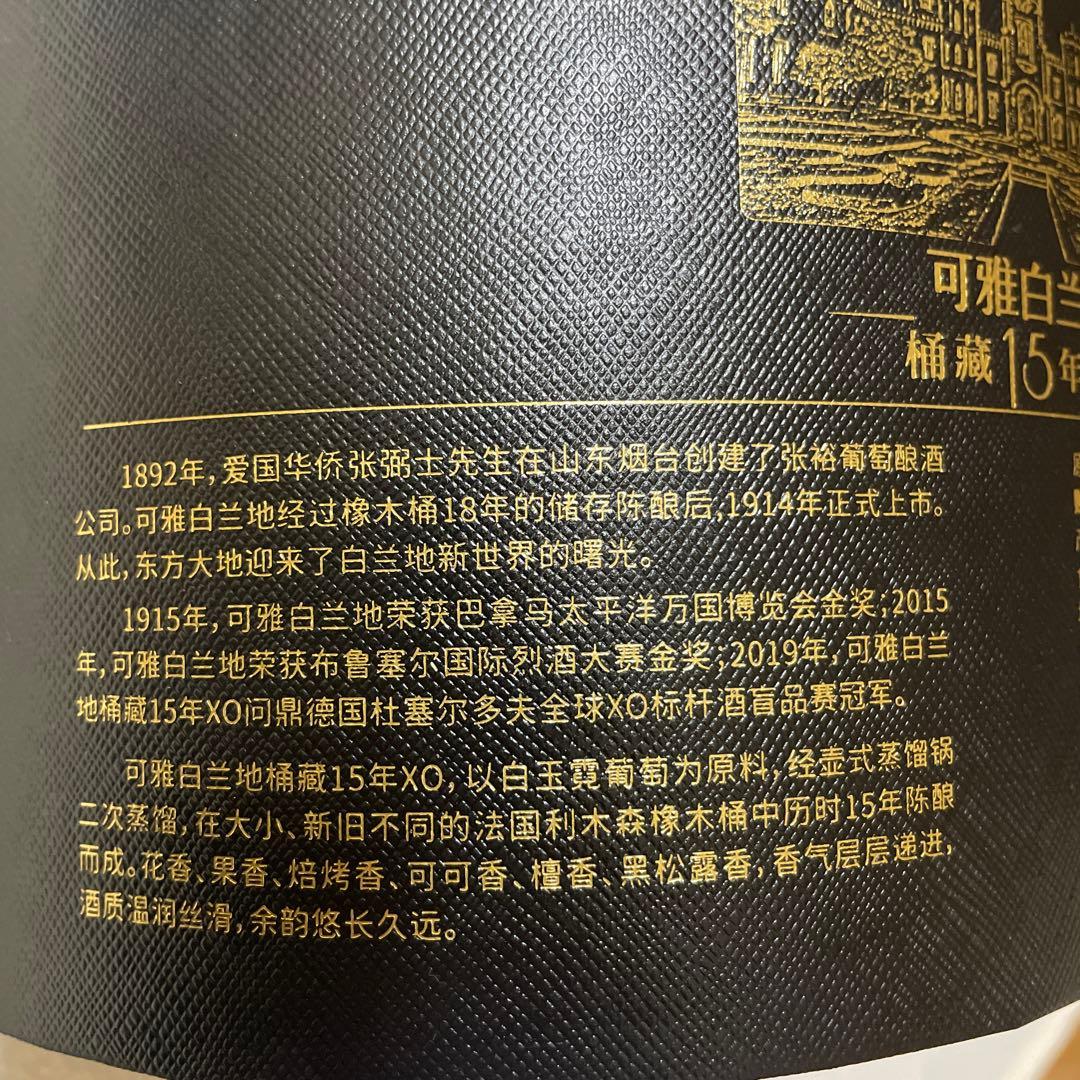 可雅白兰
桶藏15年
1892年，爱国华侨张弼士先生在山东烟台创建了张裕葡萄酿酒
公司。可雅白兰地经过橡木桶18年的储存陈酿后，1914年正式上市。
从此，东方大地迎来了白兰地新世界的曙光。
1915年，可雅白兰地荣获巴拿马太平洋万国博览会金奖；2015
年，可雅白兰地荣获布鲁塞尔国际烈酒大赛金奖；2019年，可雅白兰
地桶藏15年XO问鼎德国杜塞尔多夫全球XO标杆酒盲品赛冠军。
可雅白兰地桶藏15年XO，以白玉霓葡萄为原料，经壶式蒸馏锅
二次蒸馏，在大小、新旧不同的法国利木森橡木桶中历时15年陈酿
而成。花香、果香、焙烤香、可可香、檀香、黑松露香，香气层层递进，
酒质温润丝滑，余韵悠长久远。